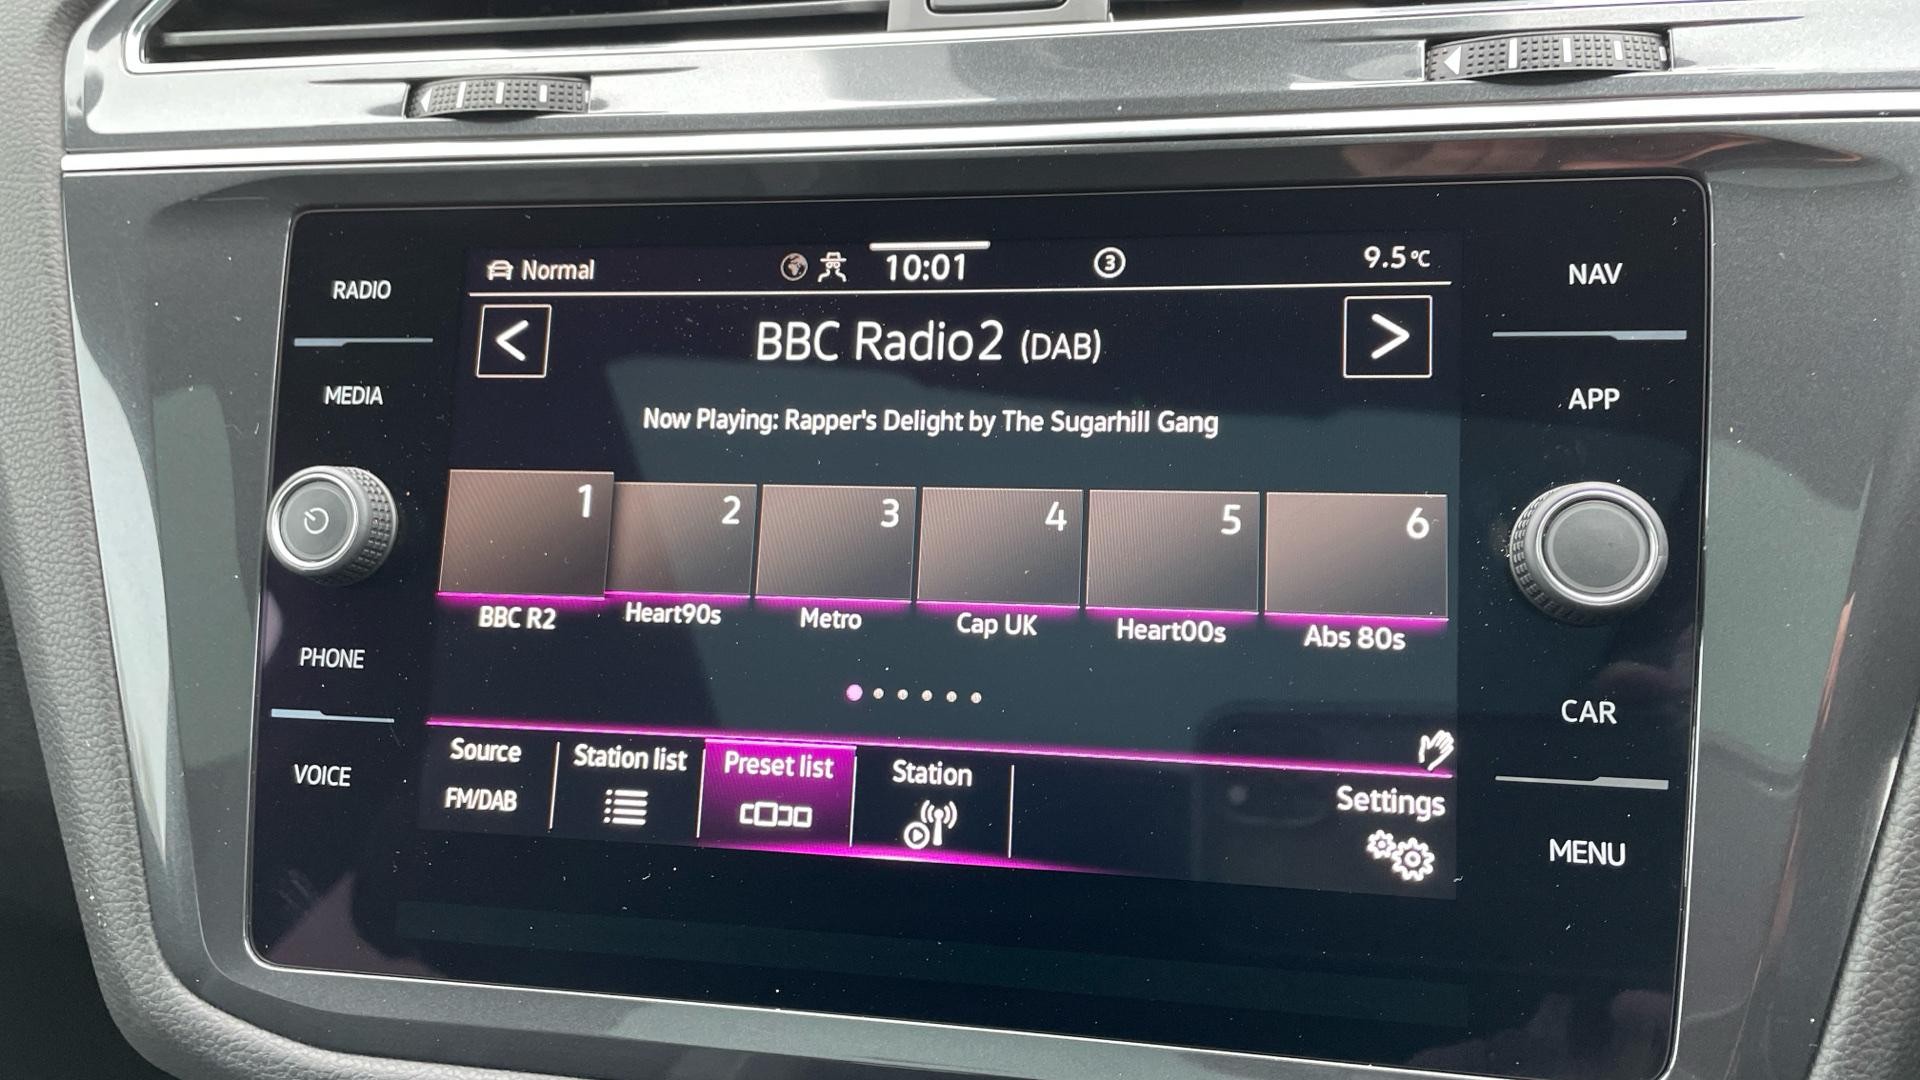 RADIO
MEDIA
PHONE
VOICE
Normal
10:01
3
9.5°C
< BBC Radio2 (DAB) >
Now Playing: Rapper's Delight by The Sugarhill Gang
1 2 3 4 5 6
BBC R2 Heart90s Metro Cap UK Heart00s Abs 80s
Source
FM/DAB
Station list
Preset list
Station
Settings
NAV
APP
CAR
MENU